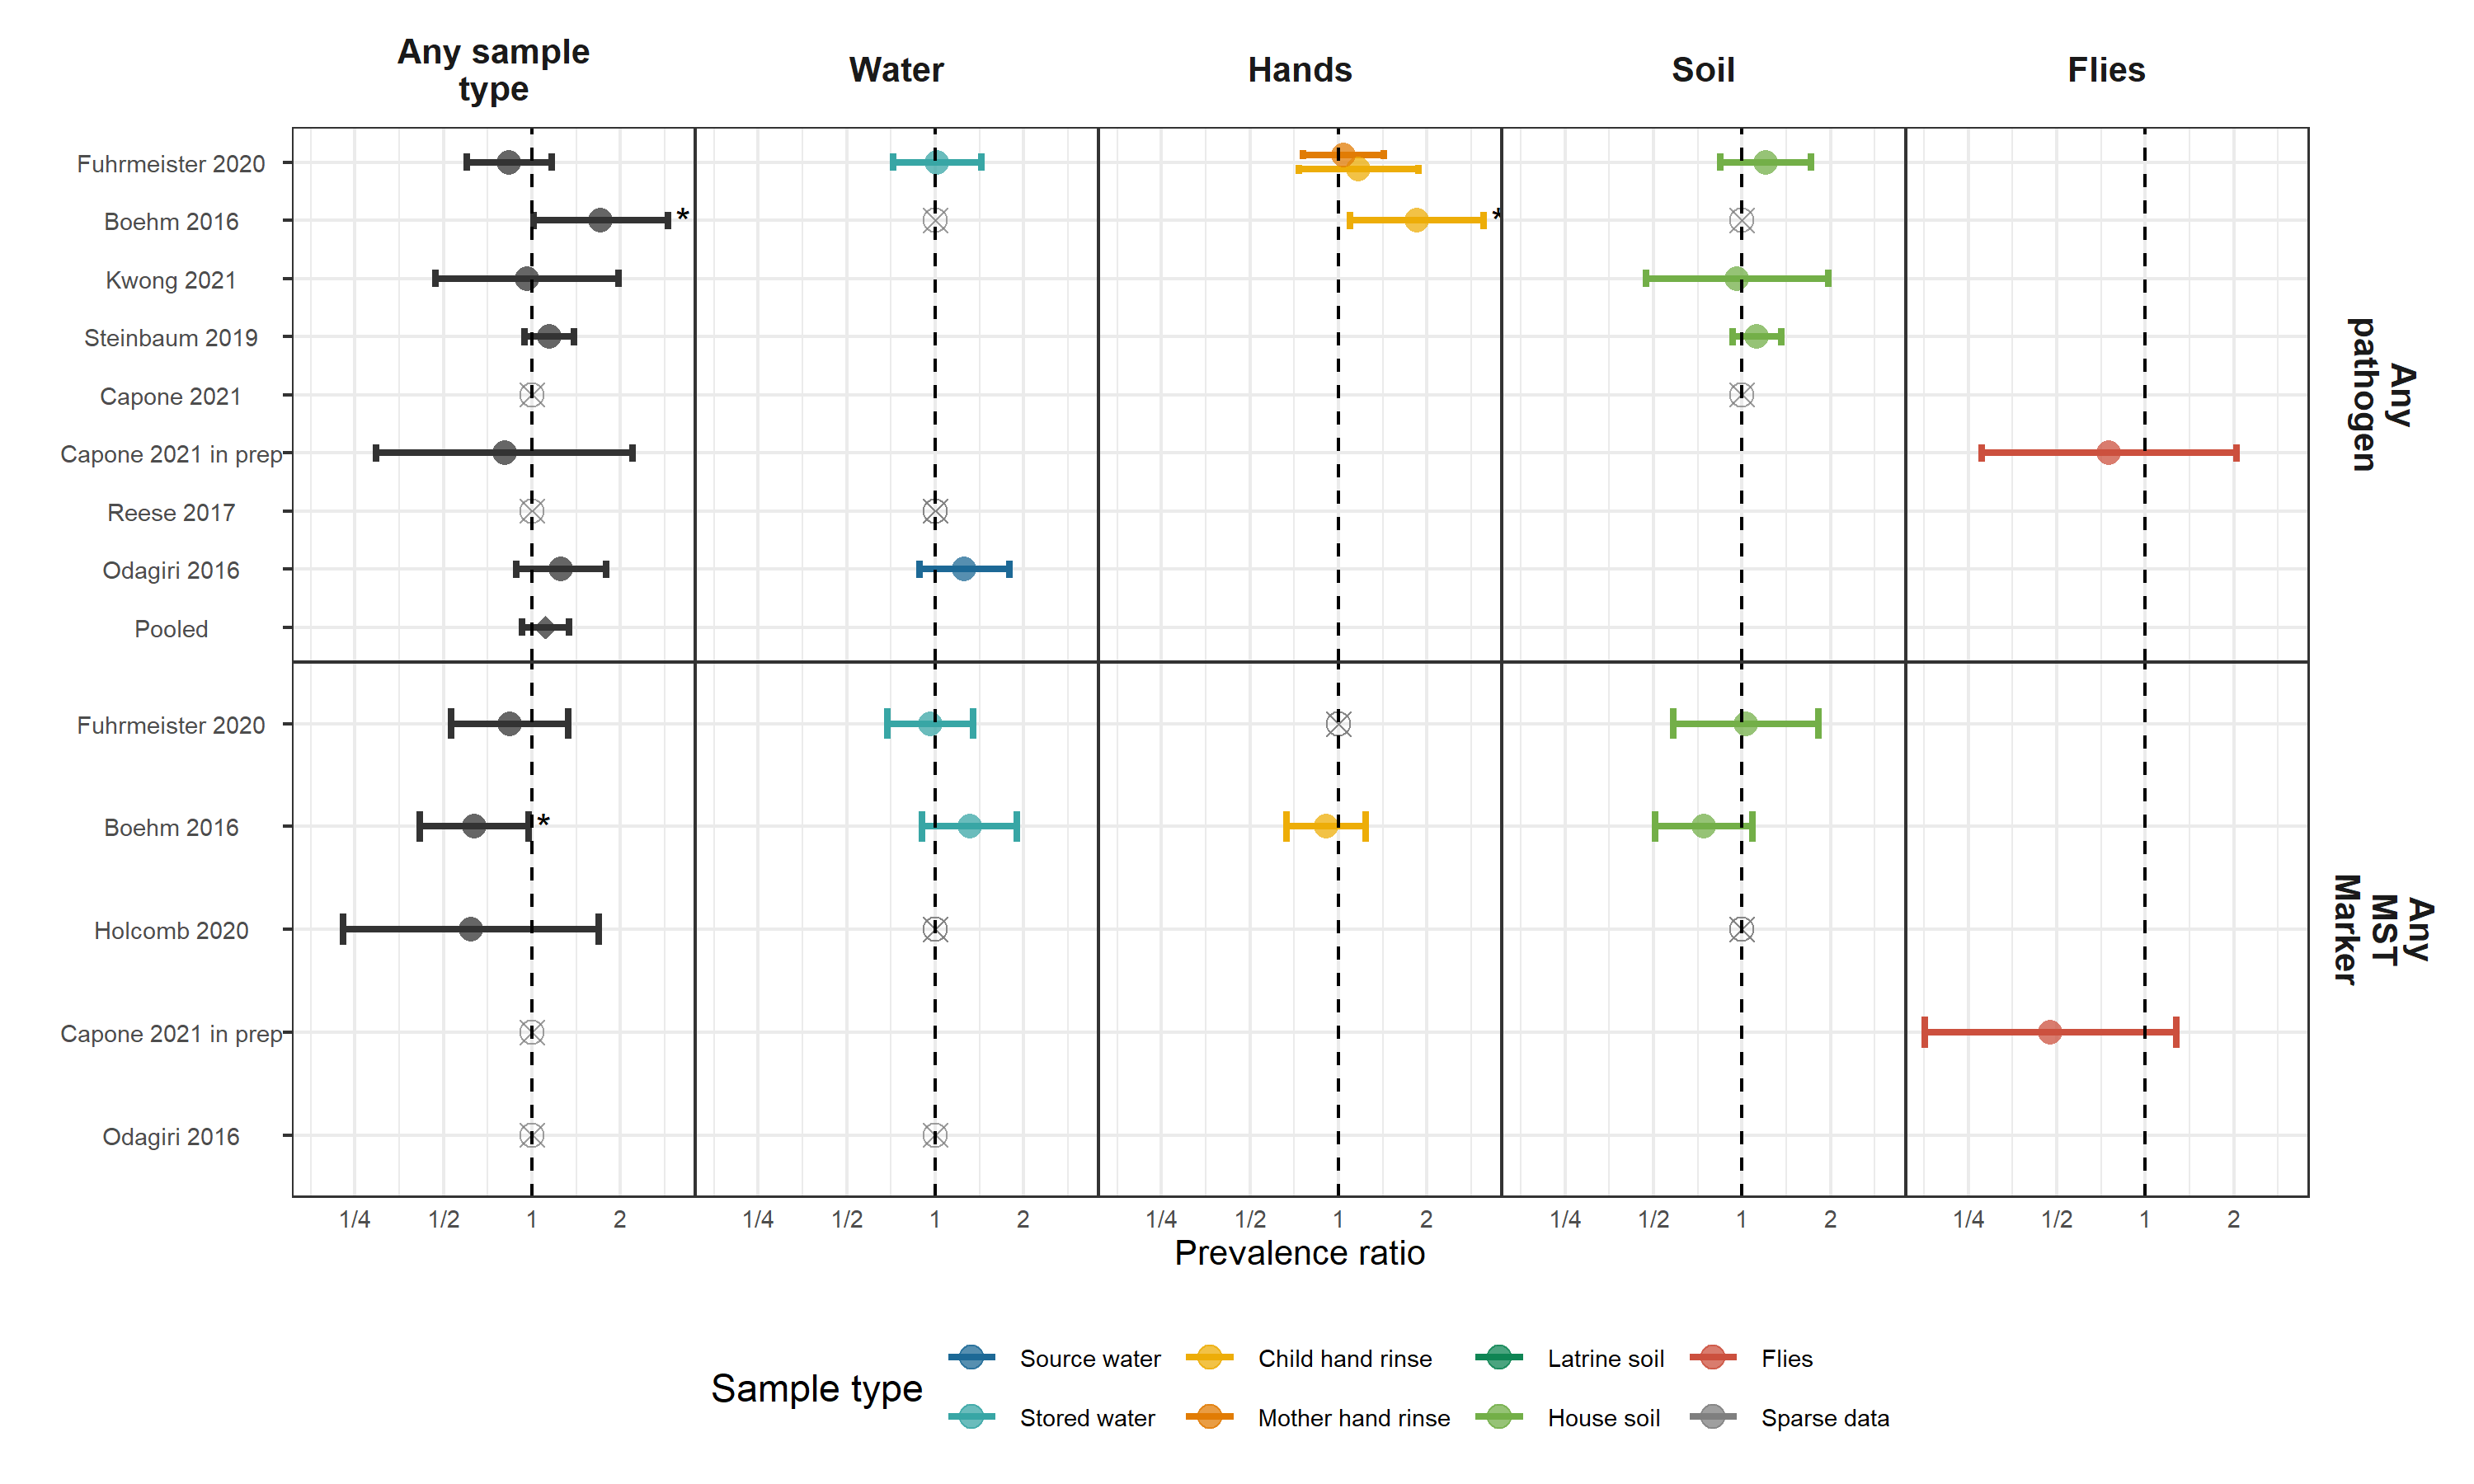 Any sample
type
Water
Hands
Soil
Flies
Fuhrmeister 2020
Boehm 2016
*
*
Kwong 2021
Steinbaum 2019
Capone 2021
Capone 2021 in prep
Reese 2017
Odagiri 2016
Pooled
Any
pathogen
Fuhrmeister 2020
Boehm 2016
*
Holcomb 2020
Capone 2021 in prep
Odagiri 2016
Any
MST
Marker
1/4 1/2 1 2
1/4 1/2 1 2
1/4 1/2 1 2
1/4 1/2 1 2
1/4 1/2 1 2
Prevalence ratio
Sample type
Source water
Stored water
Child hand rinse
Mother hand rinse
Latrine soil
House soil
Flies
Sparse data